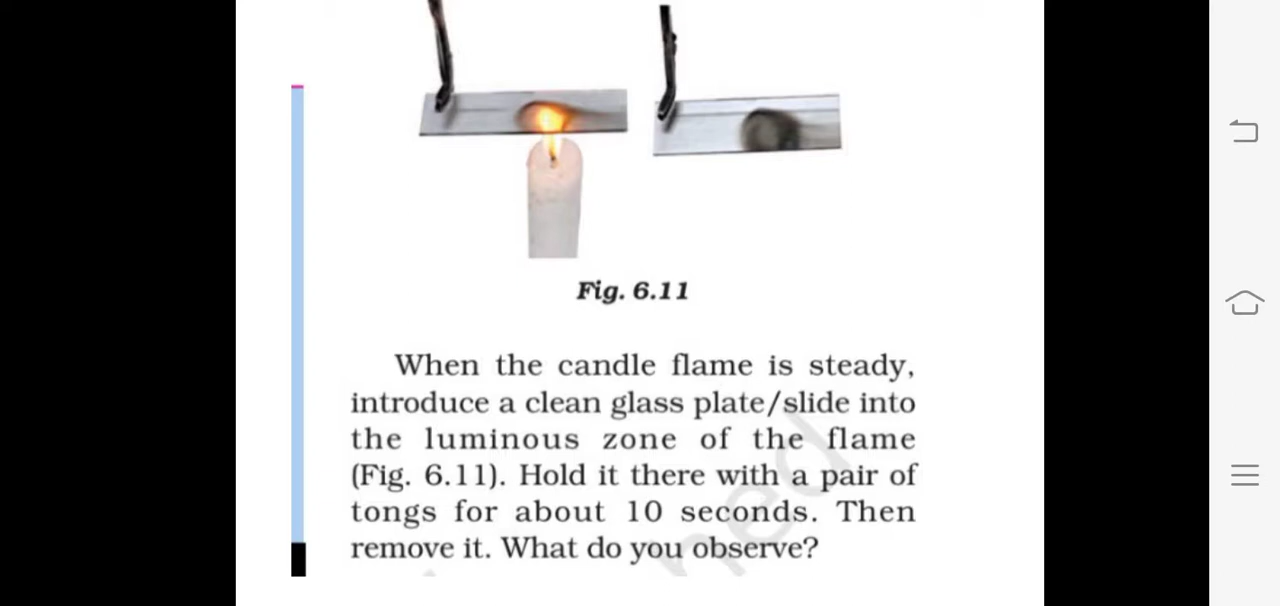 Fig. 6.11
When the candle flame is steady,
introduce a clean glass plate/slide into
the luminous zone of the flame
(Fig. 6.11). Hold it there with a pair of
tongs for about 10 seconds. Then
remove it. What do you observe?